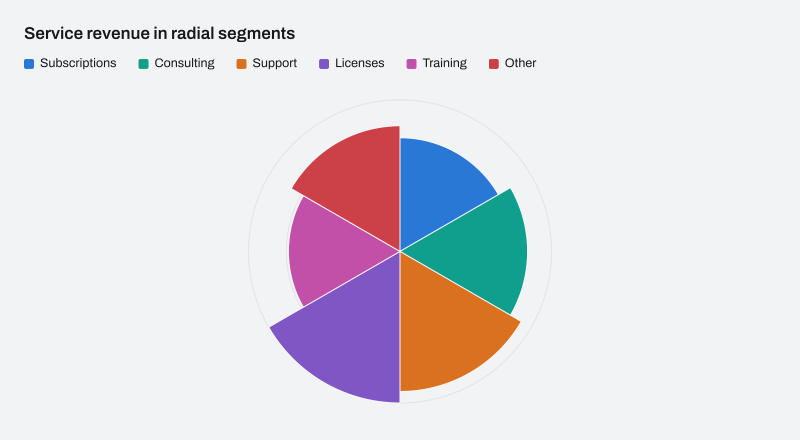 Service revenue in radial segments
Subscriptions Consulting Support Licenses Training Other